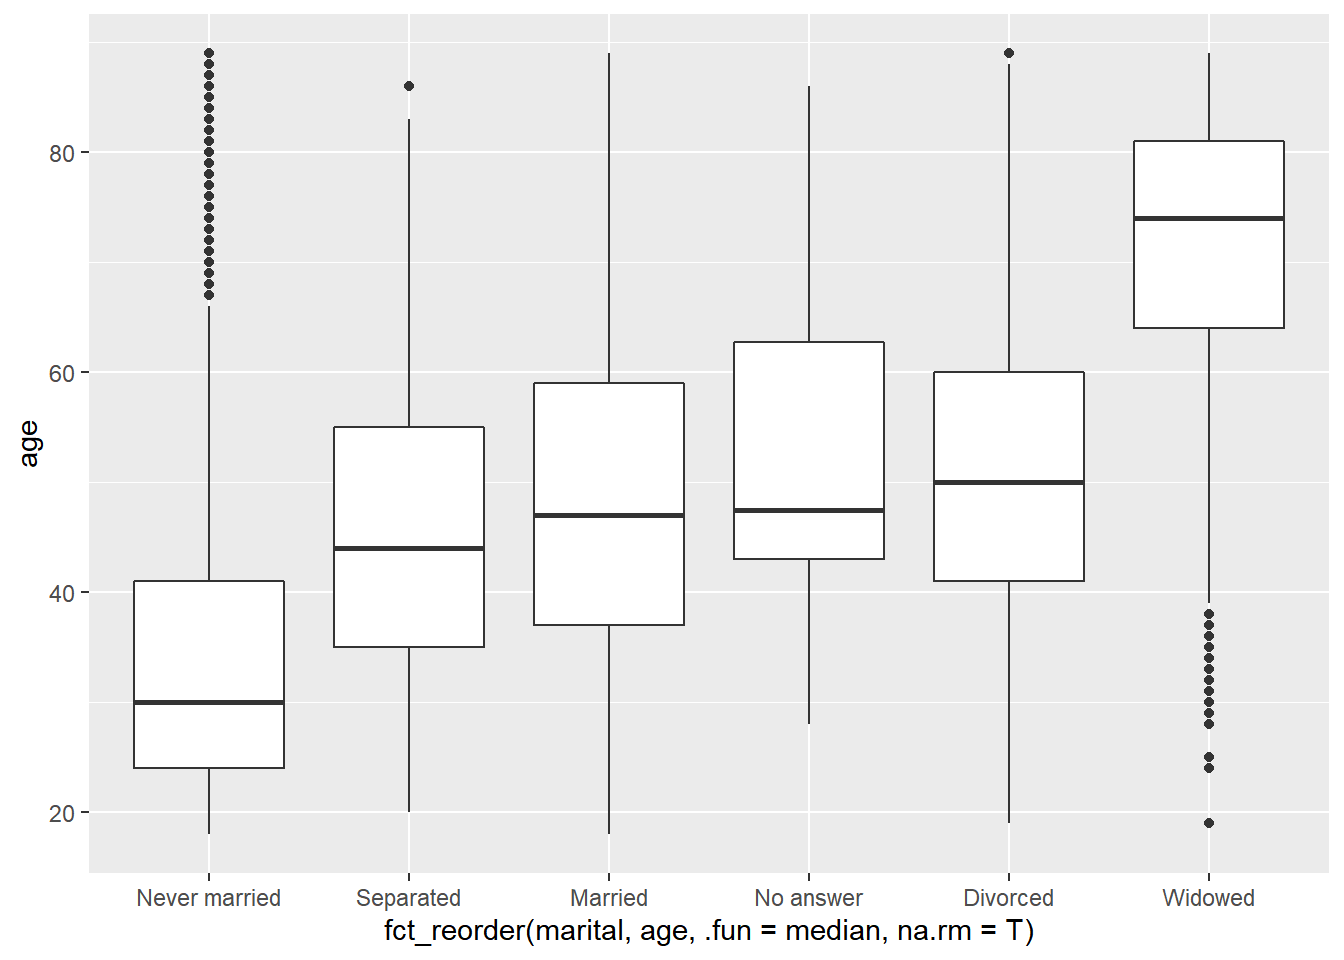 80
60
40
20
age
Never married Separated Married No answer Divorced Widowed
fct_reorder(marital, age, .fun = median, na.rm = T)